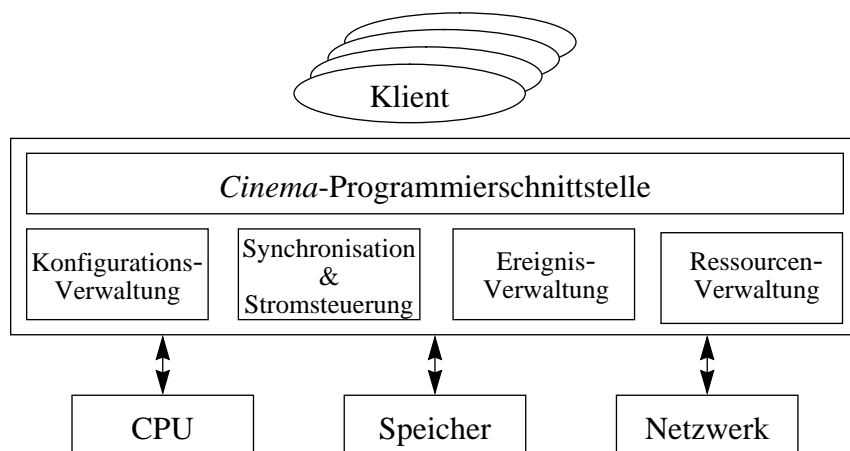 Klient
Cinema-Programmierschnittstelle
Konfigurations-
Verwaltung
Synchronisation
&
Stromsteuerung
Ereignis-
Verwaltung
Ressourcen-
Verwaltung
CPU
Speicher
Netzwerk